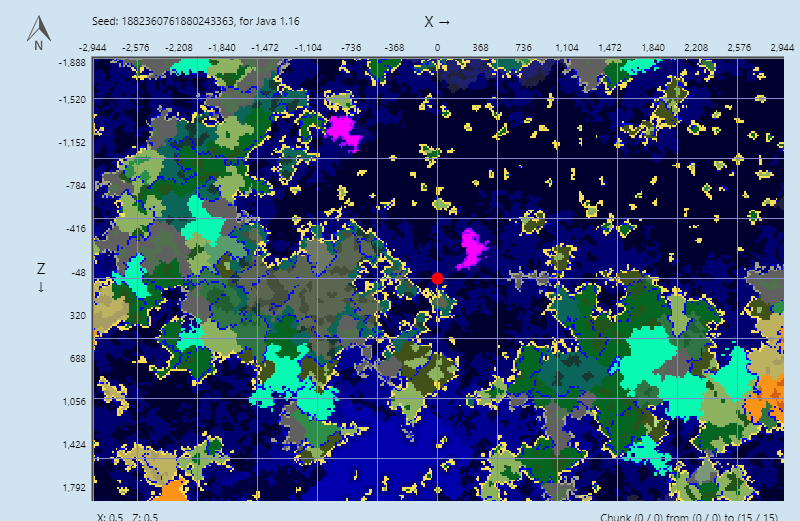 Seed: 1882360761880243363, for Java 1.16
X →
N
-2,944 -2,576 -2,208 -1,840 -1,472 -1,104 -736 -368 0 368 736 1,104 1,472 1,840 2,208 2,576 2,944
-1.888
-1,520
-1,152
-784
-416
Z
↓
-48
320
688
1,056
1,424
1,792
X: 0.5 Z: 0.5
Chunk (0 / 0) from (0 / 0) to (15 / 15)